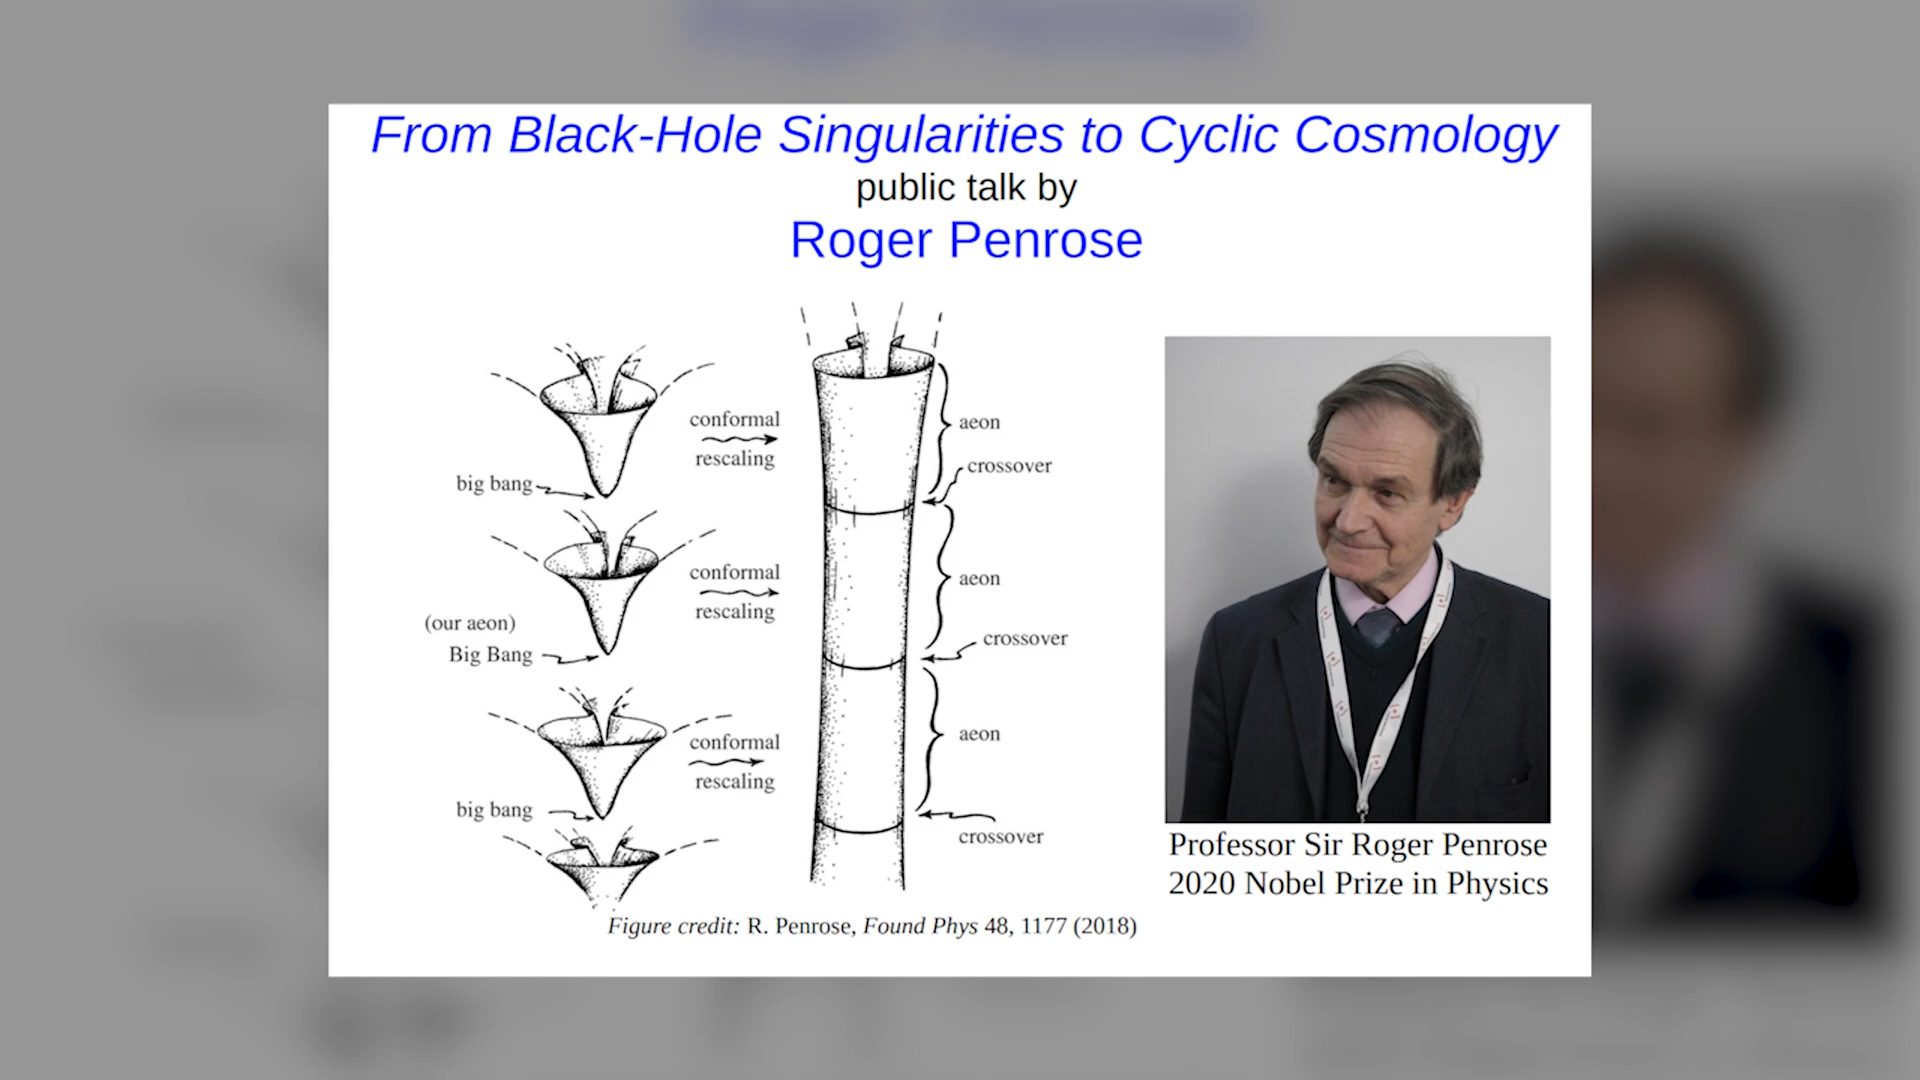 From Black-Hole Singularities to Cyclic Cosmology
public talk by
Roger Penrose
conformal
rescaling
big bang
aeon
crossover
conformal
rescaling
aeon
(our aeon)
Big Bang
crossover
conformal
rescaling
aeon
big bang
crossover
Professor Sir Roger Penrose
2020 Nobel Prize in Physics
Figure credit: R. Penrose, Found Phys 48, 1177 (2018)